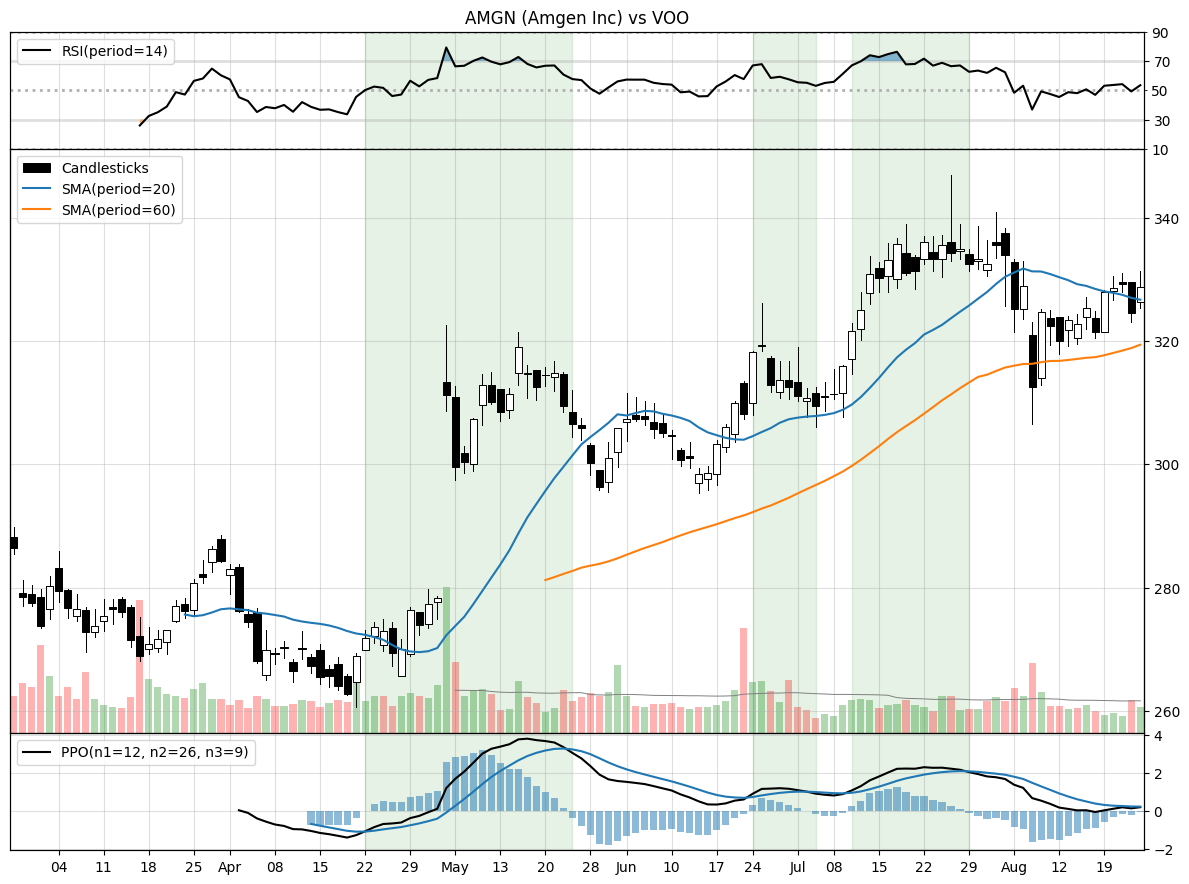 AMGN (Amgen Inc) vs VOO
RSI(period=14)
90
70
50
30
10
Candlesticks
SMA(period=20)
SMA(period=60)
340
320
300
280
260
PPO(n1=12, n2=26, n3=9)
4
2
0
−2
04 11 18 25 Apr 08 15 22 29 May 13 20 28 Jun 10 17 24 Jul 08 15 22 29 Aug 12 19